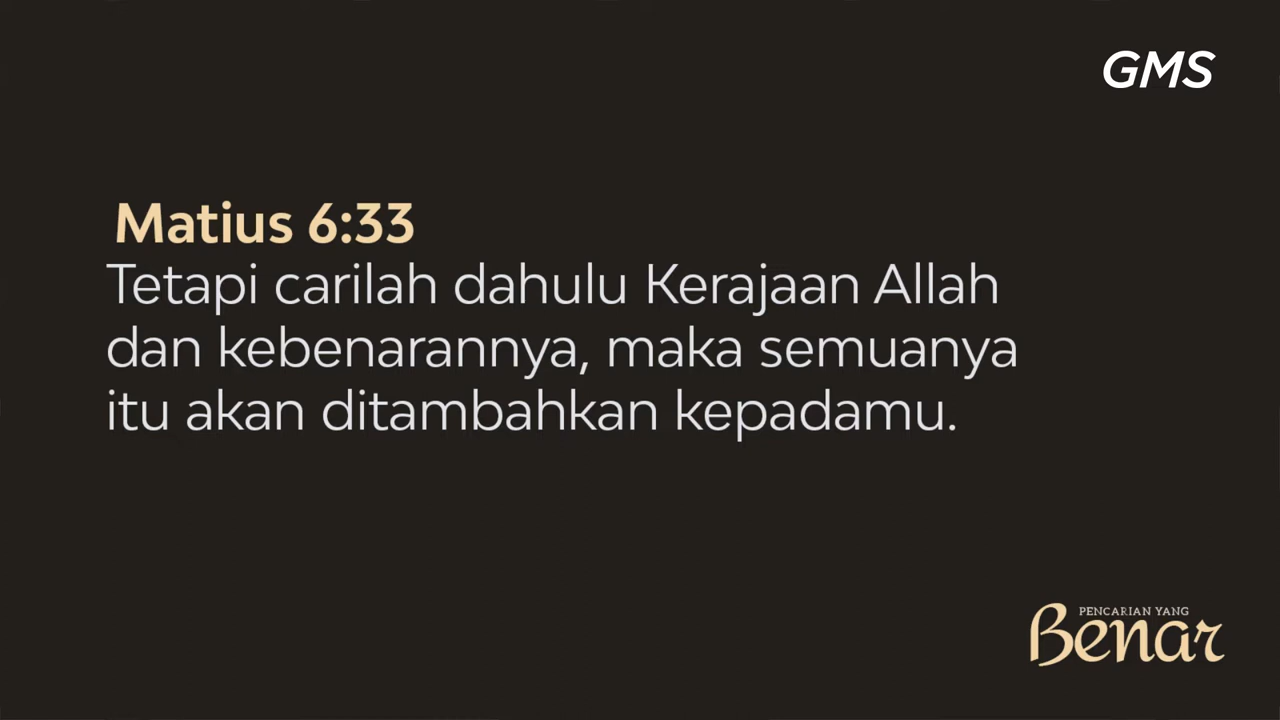 GMS
Matius 6:33
Tetapi carilah dahulu Kerajaan Allah
dan kebenarannya, maka semuanya
itu akan ditambahkan kepadamu.
PENCARIAN YANG
Benar